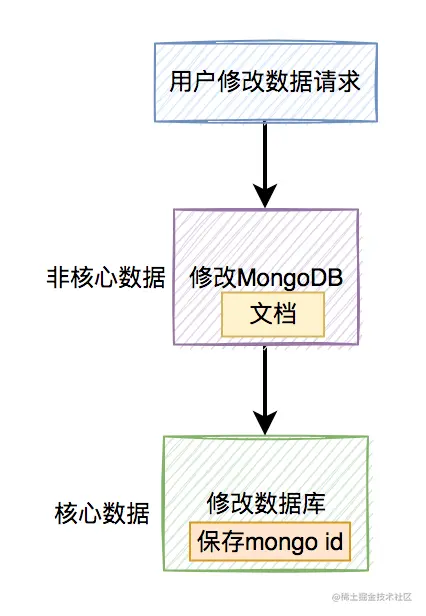 用户修改数据请求
非核心数据
修改MongoDB
文档
核心数据
修改数据库
保存mongo id
@稀土掘金技术社区